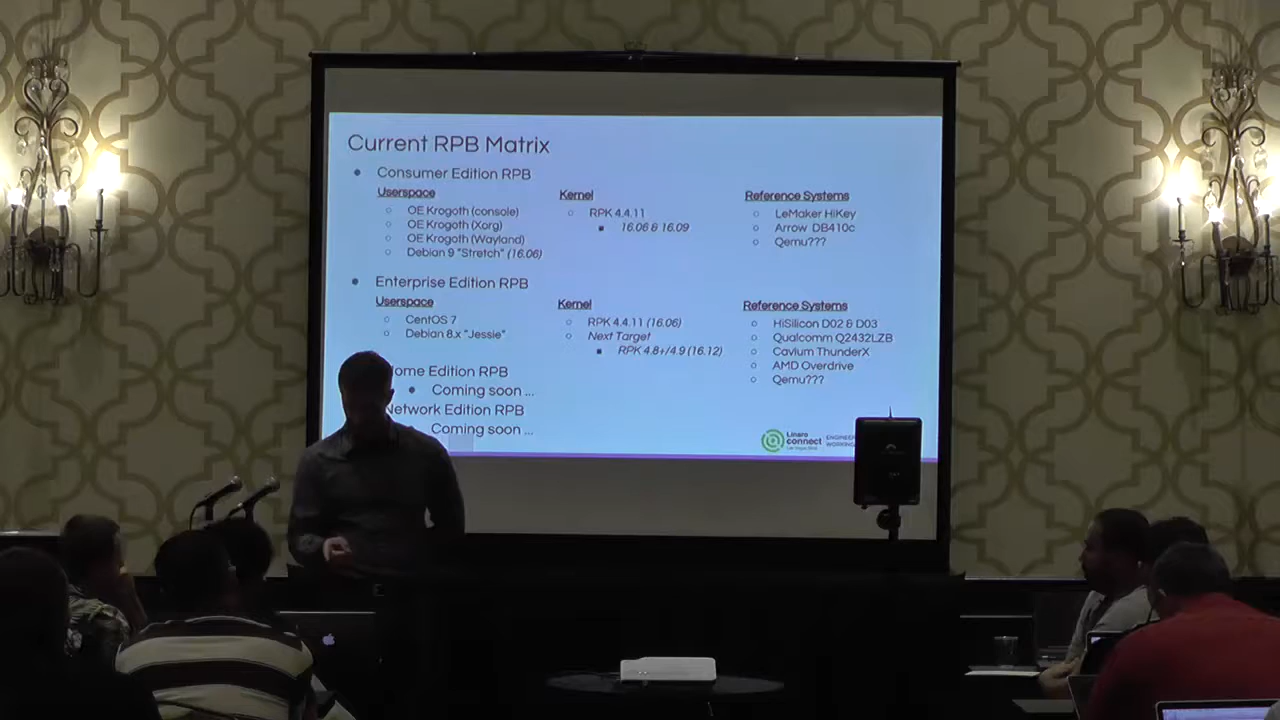 Current RPB Matrix
Consumer Edition RPB
Userspace
OE Krogoth (console)
OE Krogoth (Xorg)
OE Krogoth (Wayland)
Debian 9 "Stretch" (16.06)
Kernel
RPK 4.4.11
16.06 & 16.09
Reference Systems
LeMaker HiKey
Arrow DB410c
Qemu???
Enterprise Edition RPB
Userspace
CentOS 7
Debian 8.x "Jessie"
Kernel
RPK 4.4.11 (16.06)
Next Target
RPK 4.8+/4.9 (16.12)
Reference Systems
HiSilicon D02 & D03
Qualcomm Q2432LZB
Cavium ThunderX
AMD Overdrive
Qemu???
ome Edition RPB
Coming soon ...
Network Edition RPB
Coming soon ...
Linaro
connect